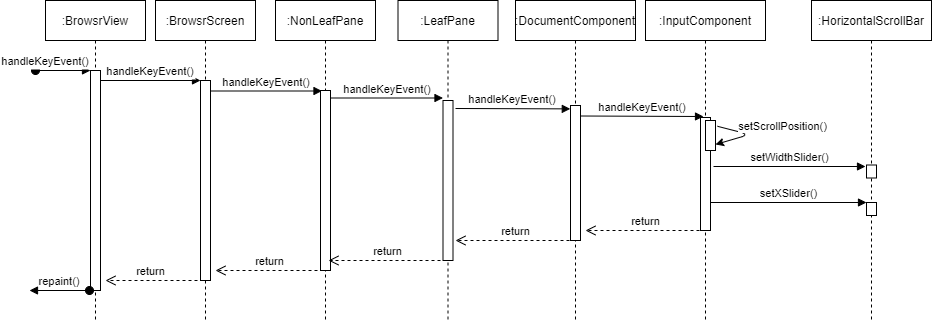 :BrowsrView
:BrowsrScreen
:NonLeafPane
:LeafPane
:DocumentComponent
:InputComponent
:HorizontalScrollBar
handleKeyEvent()
handleKeyEvent()
handleKeyEvent()
handleKeyEvent()
handleKeyEvent()
handleKeyEvent()
setScrollPosition()
setWidthSlider()
setXSlider()
return
return
return
return
return
repaint()